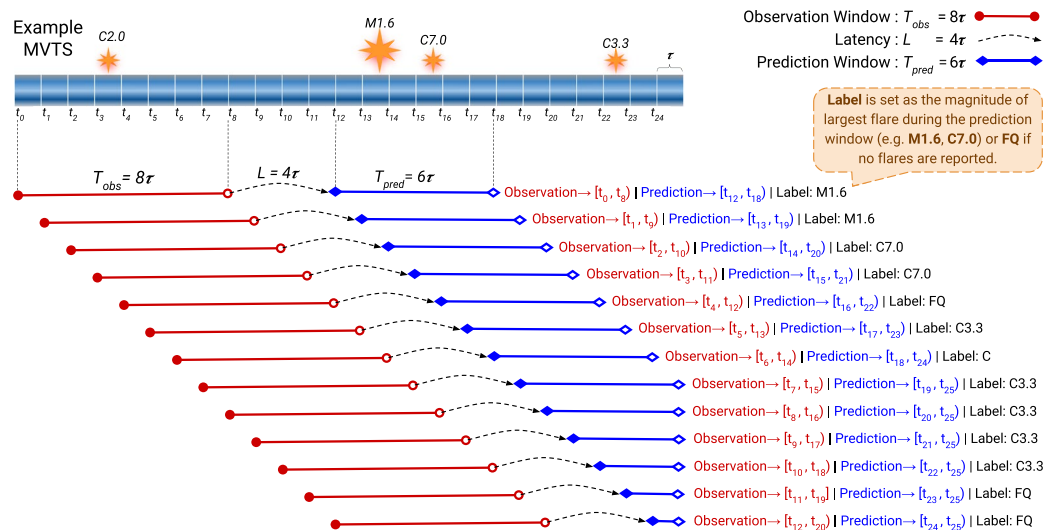 Example
MVTS
C2.0
M1.6
C7.0
C3.3
τ
t0 t1 t2 t3 t4 t5 t6 t7 t8 t9 t10 t11 t12 t13 t14 t15 t16 t17 t18 t19 t20 t21 t22 t23 t24
Observation Window : Tobs = 8τ
Latency : L = 4τ
Prediction Window : Tpred = 6τ
Label is set as the magnitude of
largest flare during the prediction
window (e.g. M1.6, C7.0) or FQ if
no flares are reported.
Tobs = 8τ
L = 4τ
Tpred = 6τ
Observation→ [t0, t8) | Prediction→ [t12, t18) | Label: M1.6
Observation→ [t1, t9) | Prediction→ [t13, t19) | Label: M1.6
Observation→ [t2, t10) | Prediction→ [t14, t20) | Label: C7.0
Observation→ [t3, t11) | Prediction→ [t15, t21) | Label: C7.0
Observation→ [t4, t12) | Prediction→ [t16, t22) | Label: FQ
Observation→ [t5, t13) | Prediction→ [t17, t23) | Label: C3.3
Observation→ [t6, t14) | Prediction→ [t18, t24) | Label: C
Observation→ [t7, t15) | Prediction→ [t19, t25) | Label: C3.3
Observation→ [t8, t16) | Prediction→ [t20, t25) | Label: C3.3
Observation→ [t9, t17) | Prediction→ [t21, t25) | Label: C3.3
Observation→ [t10, t18) | Prediction→ [t22, t25) | Label: C3.3
Observation→ [t11, t19] | Prediction→ [t23, t25) | Label: FQ
Observation→ [t12, t20) | Prediction→ [t24, t25) | Label: FQ